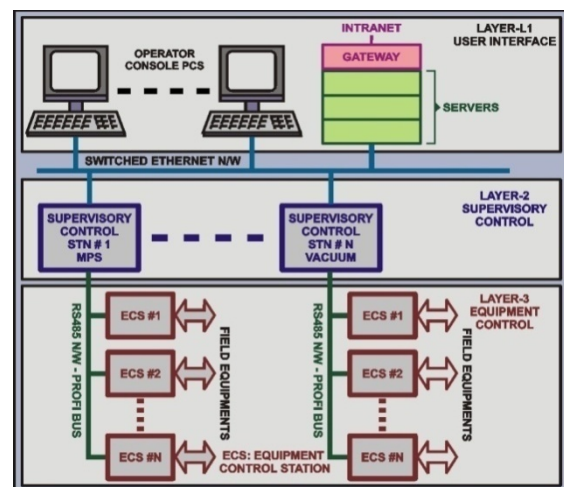 INTRANET
LAYER-L1
USER INTERFACE
OPERATOR
CONSOLE PCS
GATEWAY
SERVERS
SWITCHED ETHERNET N/W
LAYER-2
SUPERVISORY
CONTROL
SUPERVISORY
CONTROL
STN # 1
MPS
SUPERVISORY
CONTROL
STN # N
VACUUM
LAYER-3
EQUIPMENT
CONTROL
RS485 N/W - PROFI BUS
ECS #1
ECS #2
ECS #N
FIELD EQUIPMENTS
RS485 N/W - PROFI BUS
ECS #1
ECS #2
ECS #N
FIELD EQUIPMENTS
ECS: EQUIPMENT
CONTROL STATION